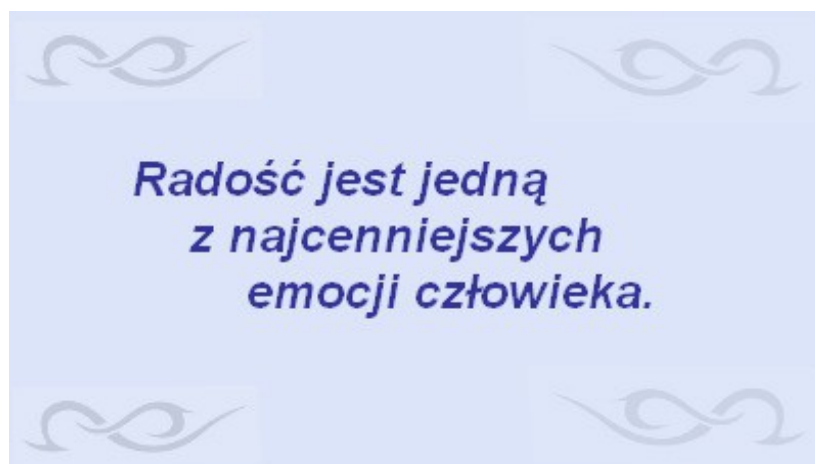 Radość jest jedną
z najcenniejszych
emocji człowieka.